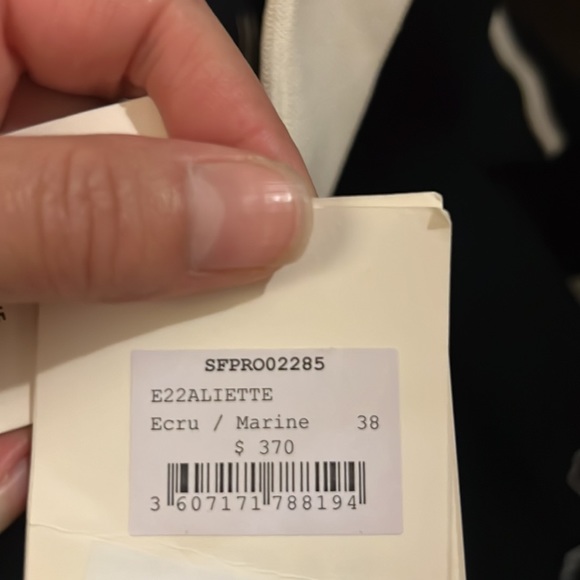 SFPRO02285
E22ALIETTE
Ecru / Marine 38
$ 370
3 607171 788194